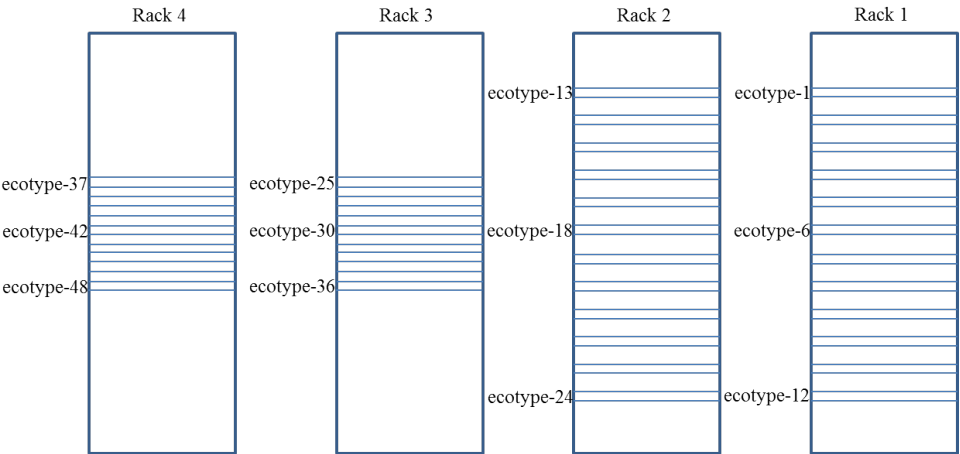 Rack 4 Rack 3 Rack 2 Rack 1
ecotype-13 ecotype-1
ecotype-37 ecotype-25
ecotype-42 ecotype-30 ecotype-18 ecotype-6
ecotype-48 ecotype-36
ecotype-24 ecotype-12